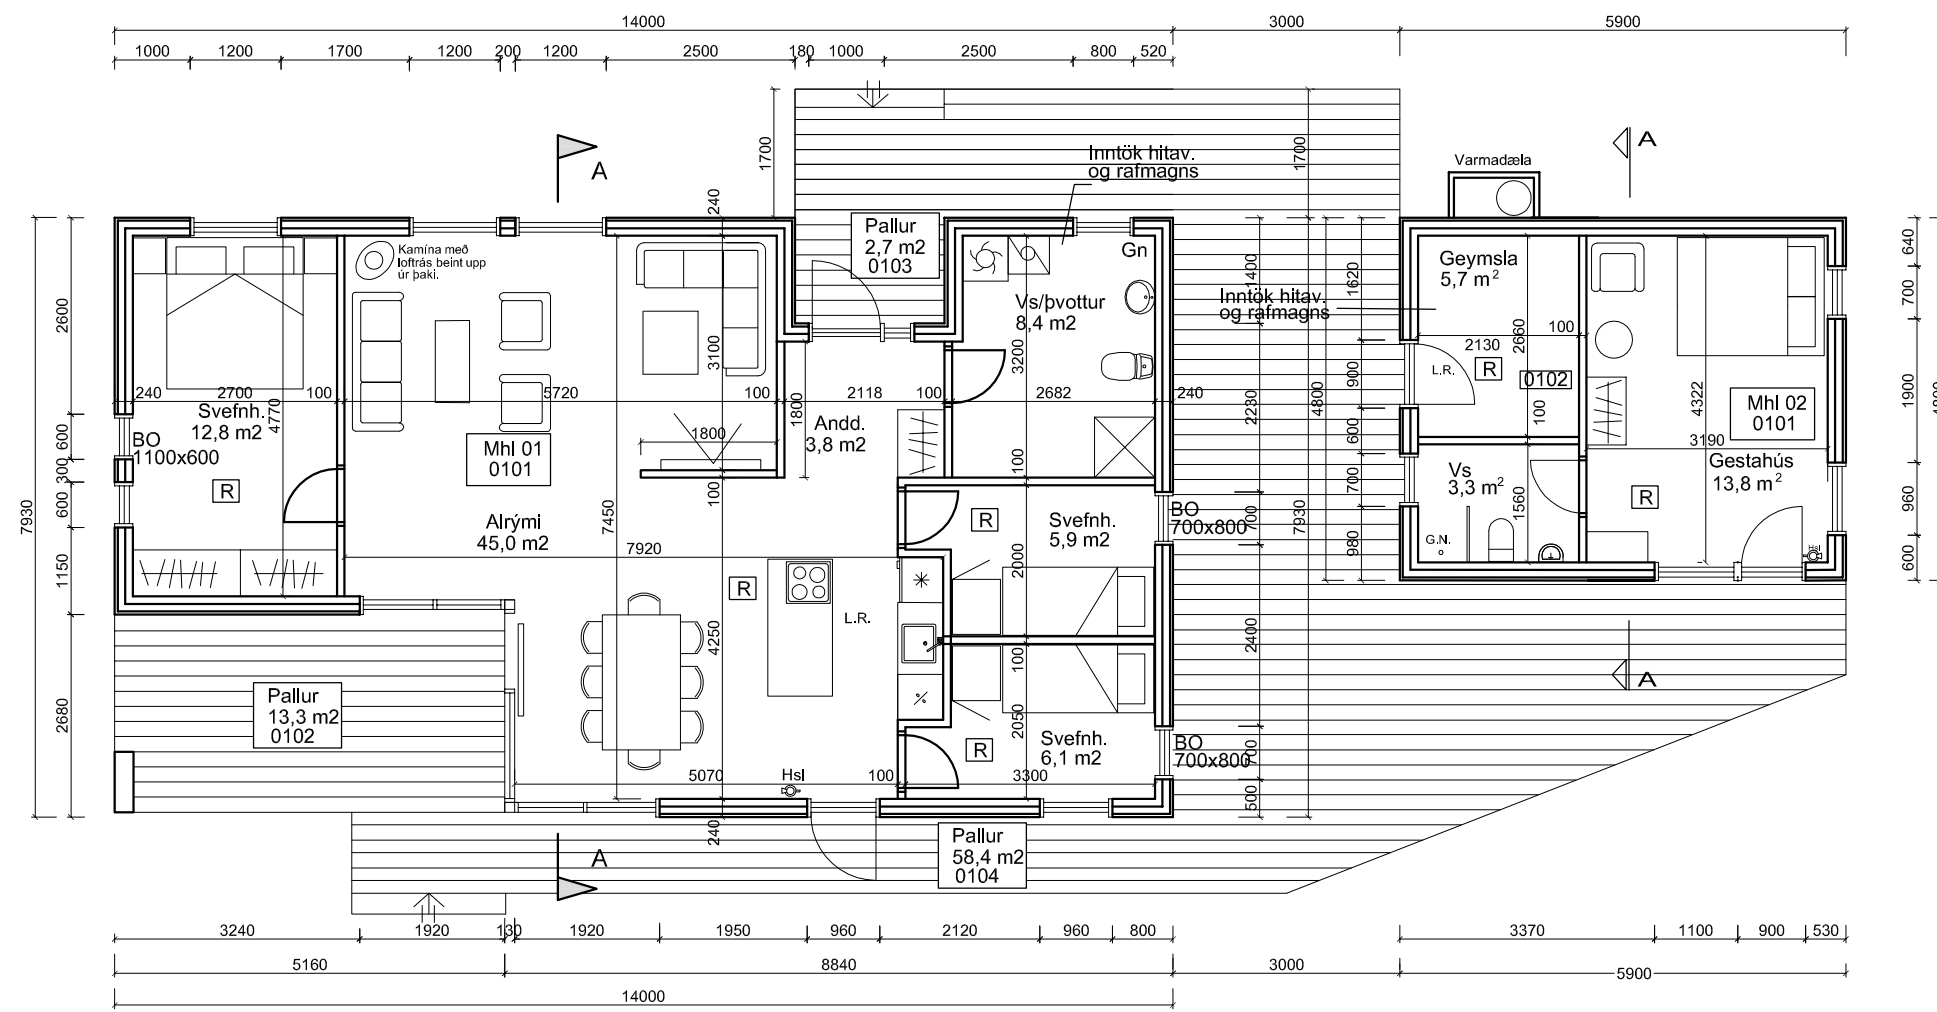 14000
3000
5900
1000
1200
1700
1200
200
1200
2500
180
1000
2500
800
520
1700
1700
A
A
Inntök hitav.
og rafmagns
Varmadæla
240
Pallur
2,7 m2
0103
Kamína með
loftrás beint upp
úr þaki.
Gn
Vs/þvottur
8,4 m2
Geymsla
5,7 m²
Inntök hitav.
og rafmagns
1400
1620
640
700
2600
3100
3200
2660
2130
100
L.R.
R
0102
900
4800
2230
4322
1900
4800
240
2700
100
5720
100
2118
100
2682
240
Svefnh.
12,8 m2
4770
1800
1800
Andd.
3,8 m2
Mhl 01
0101
Mhl 02
0101
100
600
BO
1100x600
600
300
600
R
100
100
3190
Gestahús
13,8 m²
R
Vs
3,3 m²
1560
G.N.
700
980
960
600
Hsl
7930
7450
Alrými
45,0 m2
7920
R
Svefnh.
5,9 m2
BO
700x800
700
7930
1150
2000
R
L.R.
4250
2400
100
2680
Pallur
13,3 m2
0102
2050
R
Svefnh.
6,1 m2
BO
700x800
700
A
5070
Hsl
100
3300
500
240
A
Pallur
58,4 m2
0104
3240
1920
130
1920
1950
960
2120
960
800
3370
1100
900
530
5160
8840
3000
5900
14000